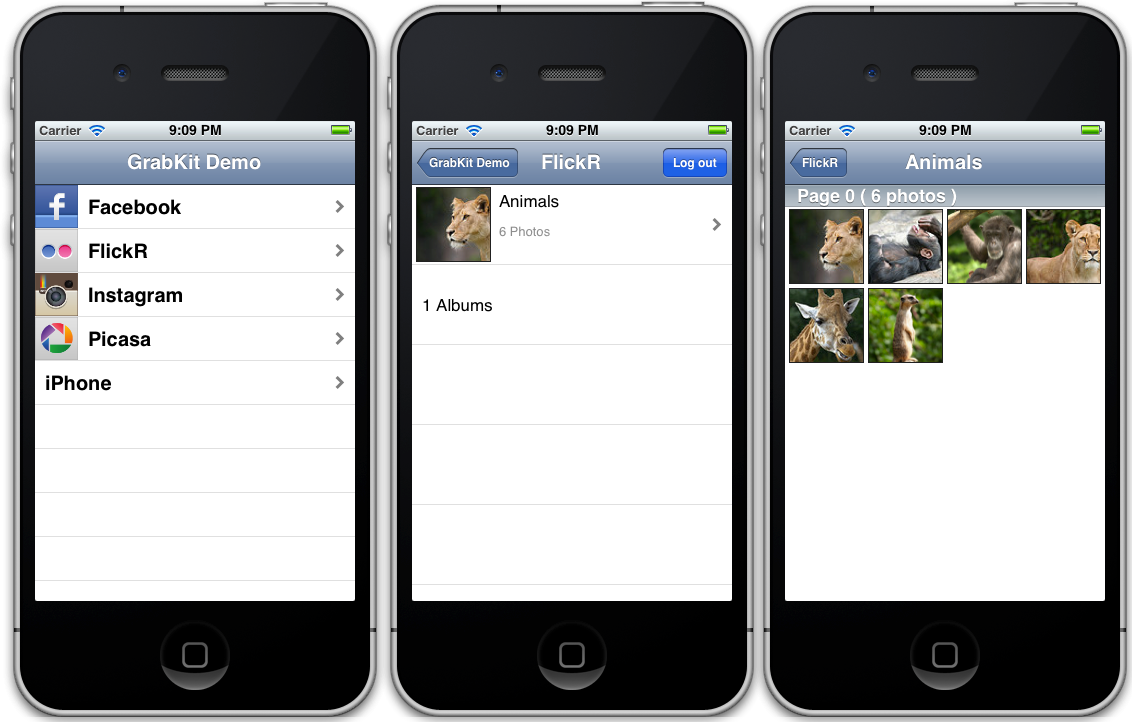 Carrier 9:09 PM
GrabKit Demo
Facebook
FlickR
Instagram
Picasa
iPhone
Carrier 9:09 PM
GrabKit Demo FlickR Log out
Animals
6 Photos
1 Albums
Carrier 9:09 PM
FlickR Animals
Page 0 ( 6 photos )